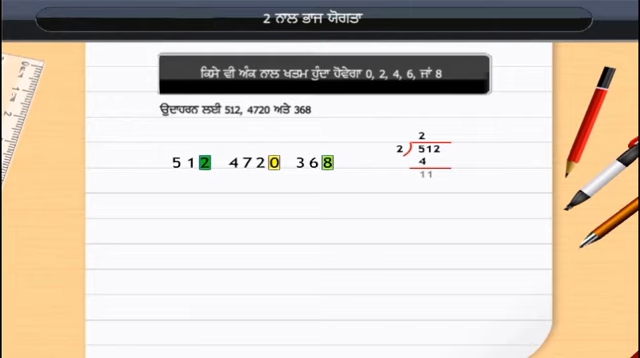 2 ਨਾਲ ਭਾਜ ਯੋਗਤਾ
ਕਿਸੇ ਵੀ ਅੰਕ ਨਾਲ ਖਤਮ ਹੁੰਦਾ ਹੋਵੇਗਾ 0, 2, 4, 6, ਜਾਂ 8
ਉਦਾਹਰਨ ਲਈ 512, 4720 ਅਤੇ 368
512 4720 368
2
2 ) 512
4
11